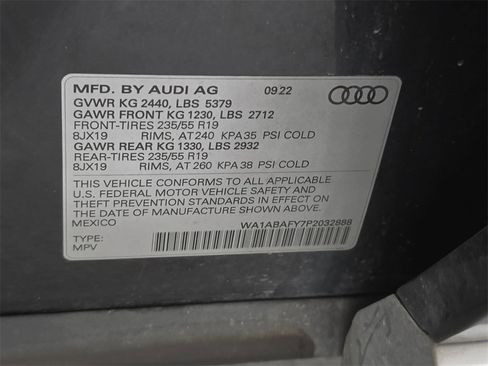 MFD. BY AUDI AG 09.22
GVWR KG 2440, LBS 5379
GAWR FRONT KG 1230, LBS 2712
FRONT-TIRES 235/55 R19
8JX19 RIMS, AT 240 KPA 35 PSI COLD
GAWR REAR KG 1330, LBS 2932
REAR-TIRES 235/55 R19
8JX19 RIMS, AT 260 KPA 38 PSI COLD
THIS VEHICLE CONFORMS TO ALL APPLICABLE
U.S. FEDERAL MOTOR VEHICLE SAFETY AND
THEFT PREVENTION STANDARDS IN EFFECT ON
THE DATE OF MANUFACTURE SHOWN ABOVE.
MEXICO WA1ABAFY7P2032888
TYPE:
MPV